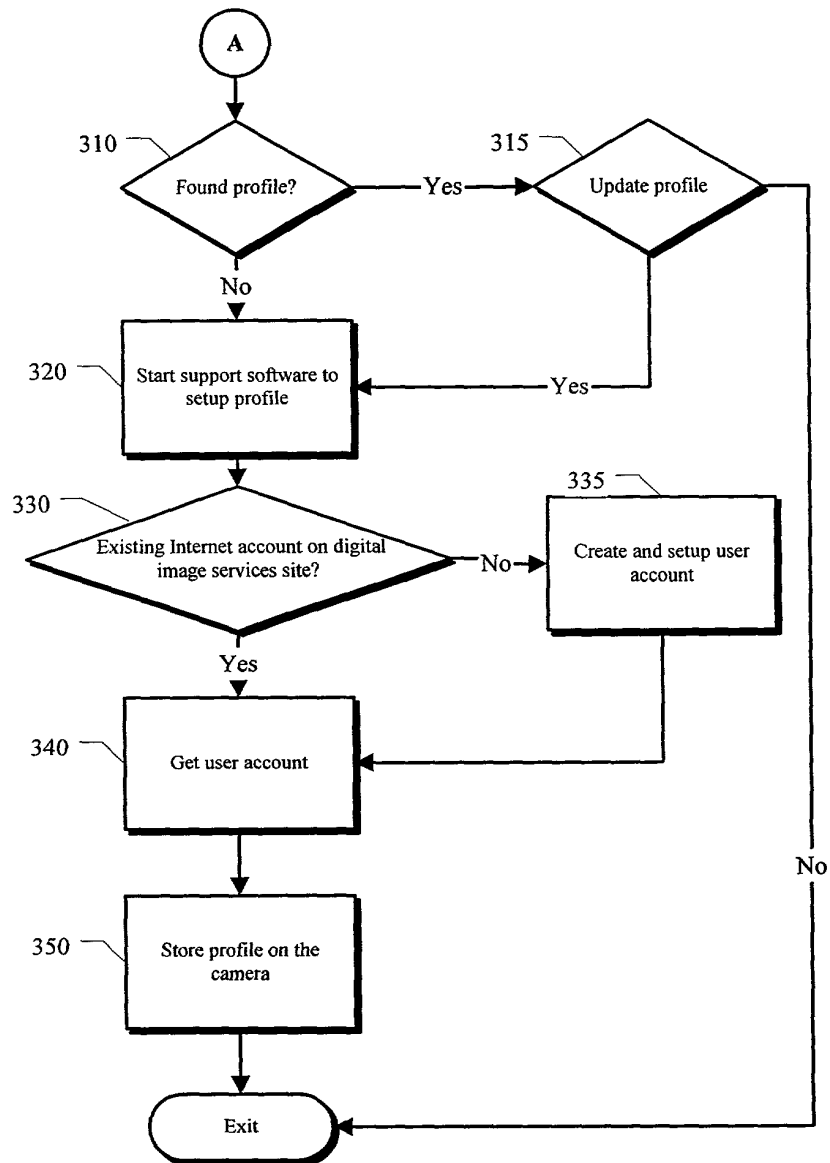 A
310
Found profile?
Yes
315
Update profile
No
320
Start support software to
setup profile
Yes
330
Existing Internet account on digital
image services site?
No
335
Create and setup user
account
Yes
340
Get user account
No
350
Store profile on the
camera
Exit